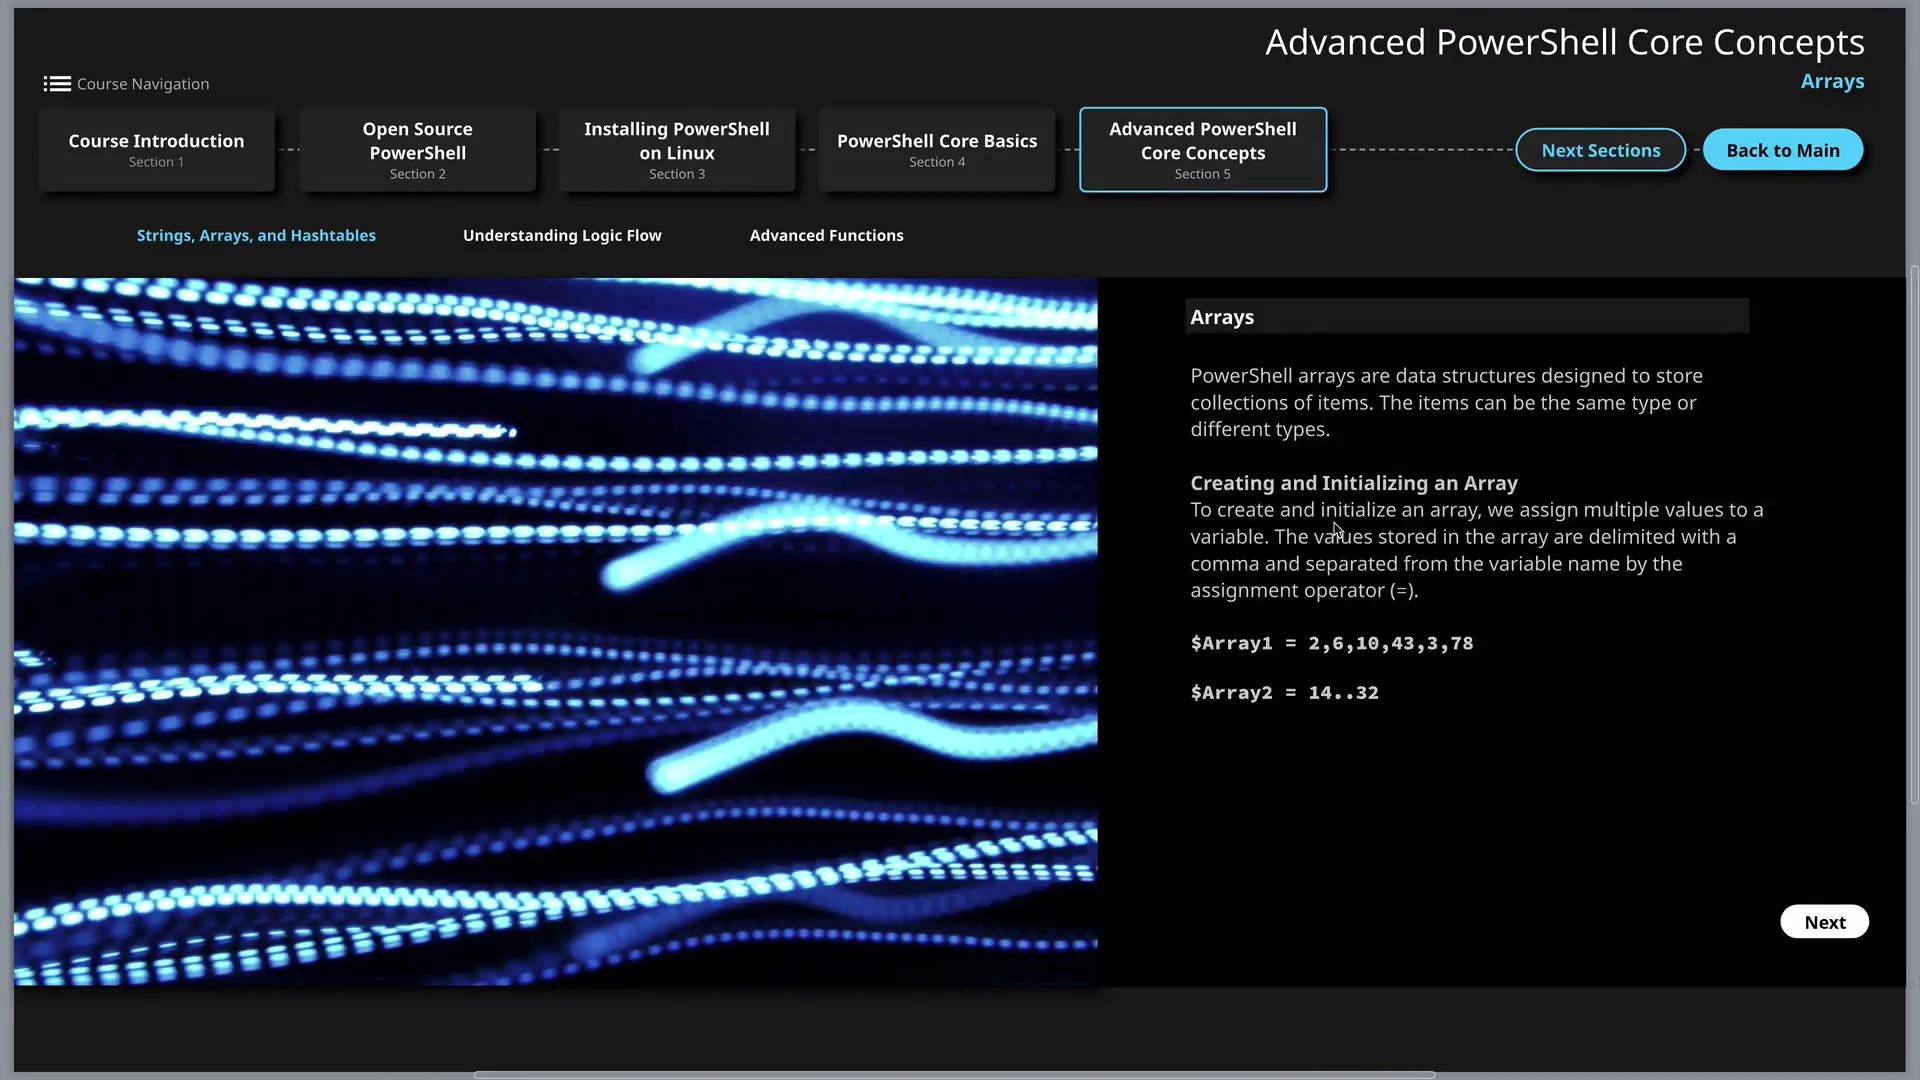 Advanced PowerShell Core Concepts
Arrays
Course Navigation
Course Introduction
Section 1
Open Source
PowerShell
Section 2
Installing PowerShell
on Linux
Section 3
PowerShell Core Basics
Section 4
Advanced PowerShell
Core Concepts
Section 5
Next Sections
Back to Main
Strings, Arrays, and Hashtables
Understanding Logic Flow
Advanced Functions
Arrays
PowerShell arrays are data structures designed to store
collections of items. The items can be the same type or
different types.
Creating and Initializing an Array
To create and initialize an array, we assign multiple values to a
variable. The values stored in the array are delimited with a
comma and separated from the variable name by the
assignment operator (=).
$Array1 = 2,6,10,43,3,78
$Array2 = 14..32
Next